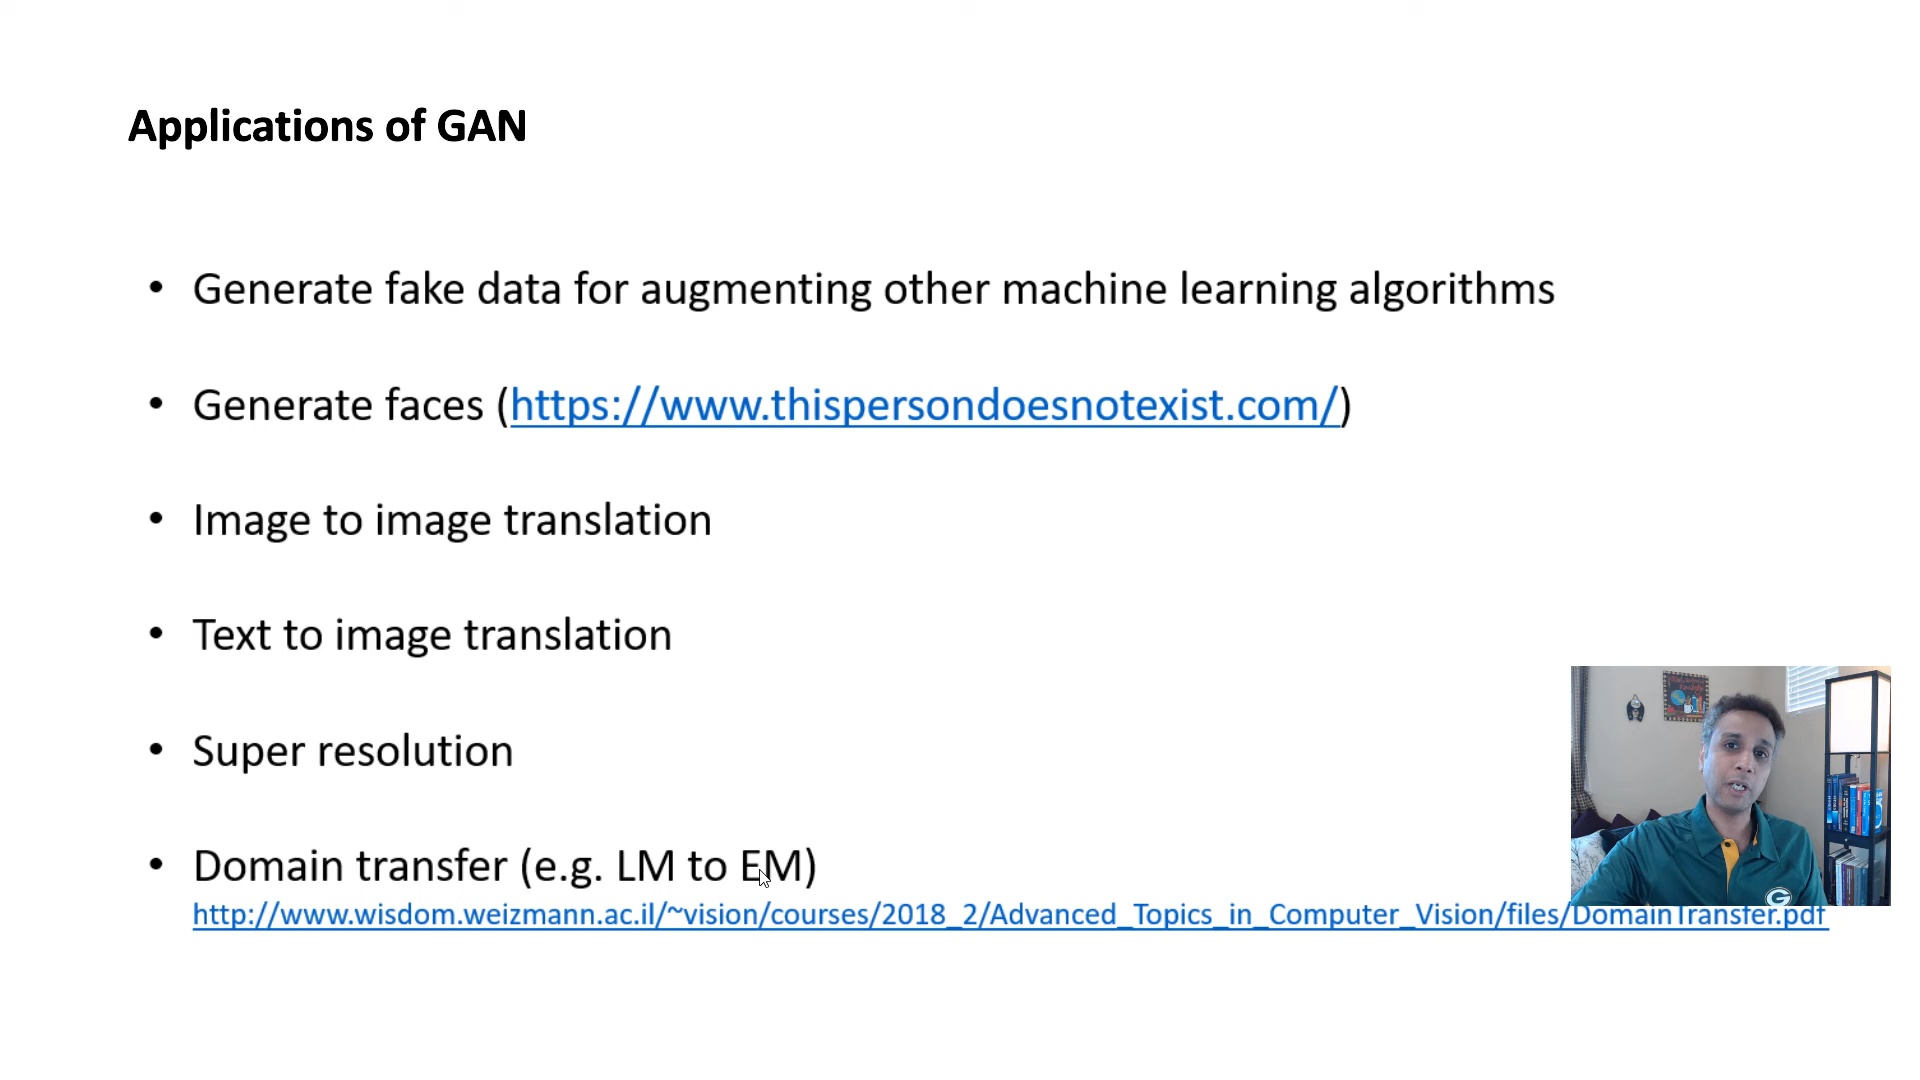 Applications of GAN
• Generate fake data for augmenting other machine learning algorithms
• Generate faces (https://www.thispersondoesnotexist.com/)
• Image to image translation
• Text to image translation
• Super resolution
• Domain transfer (e.g. LM to EM)
http://www.wisdom.weizmann.ac.il/~vision/courses/2018_2/Advanced_Topics_in_Computer_Vision/files/DomainTransfer.pdf
G